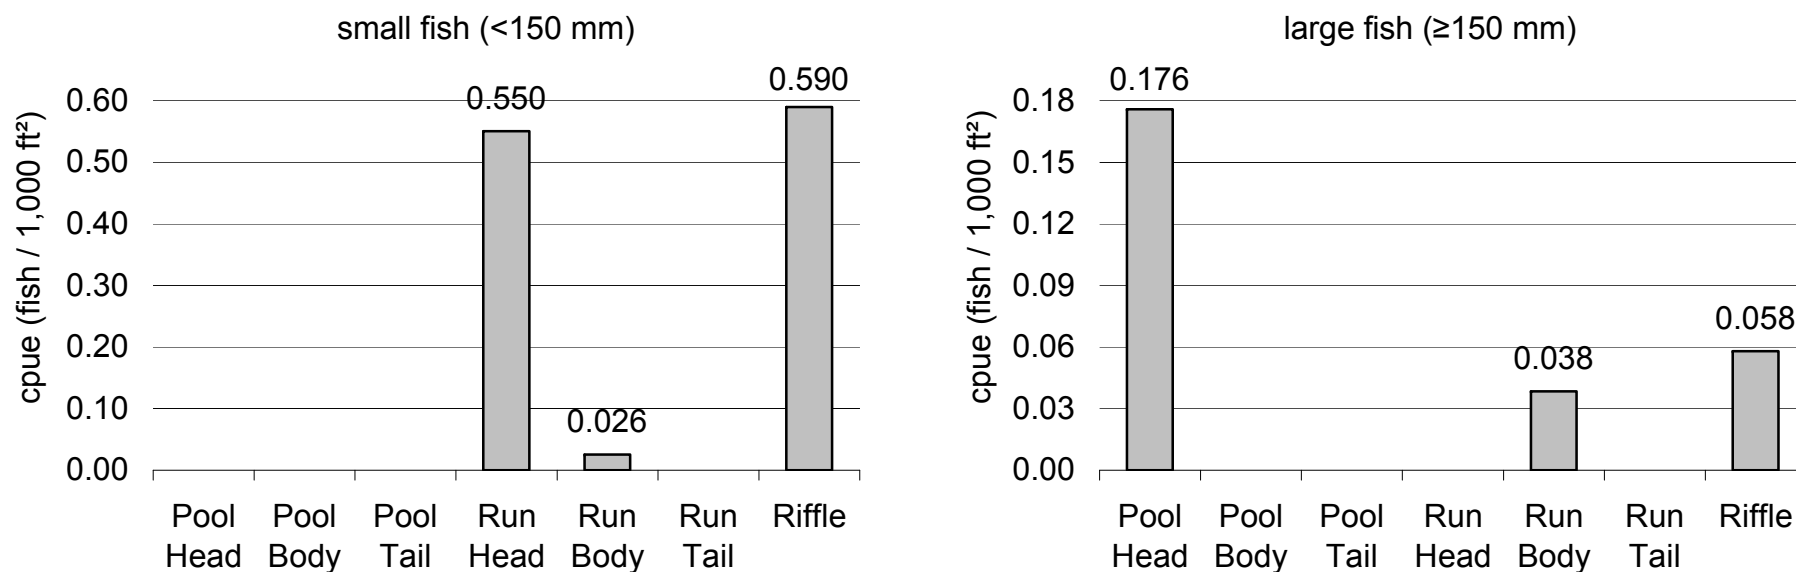 small fish (<150 mm)
cpue (fish / 1,000 ft²)
0.60
0.50
0.40
0.30
0.20
0.10
0.00
0.550
0.026
0.590
Pool Head
Pool Body
Pool Tail
Run Head
Run Body
Run Tail
Riffle
large fish (≥150 mm)
cpue (fish / 1,000 ft²)
0.18
0.15
0.12
0.09
0.06
0.03
0.00
0.176
0.038
0.058
Pool Head
Pool Body
Pool Tail
Run Head
Run Body
Run Tail
Riffle